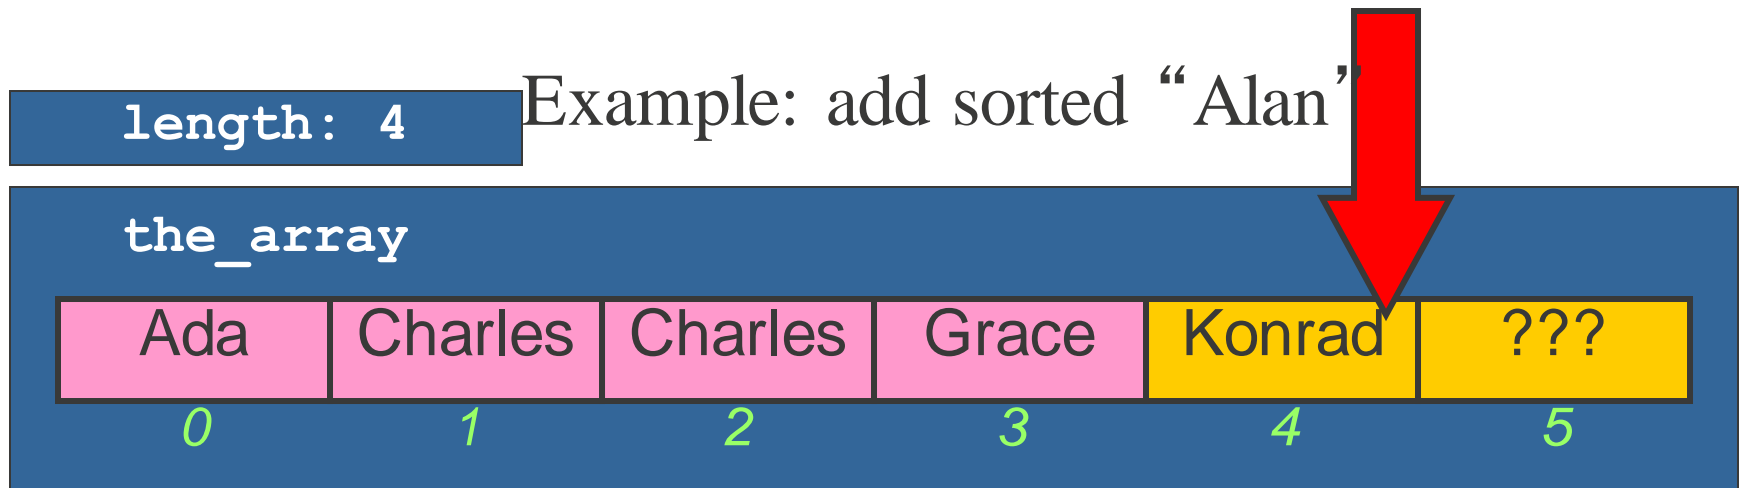 Example: add sorted “Alan”
length: 4
the_array
Ada Charles Charles Grace Konrad ???
0 1 2 3 4 5